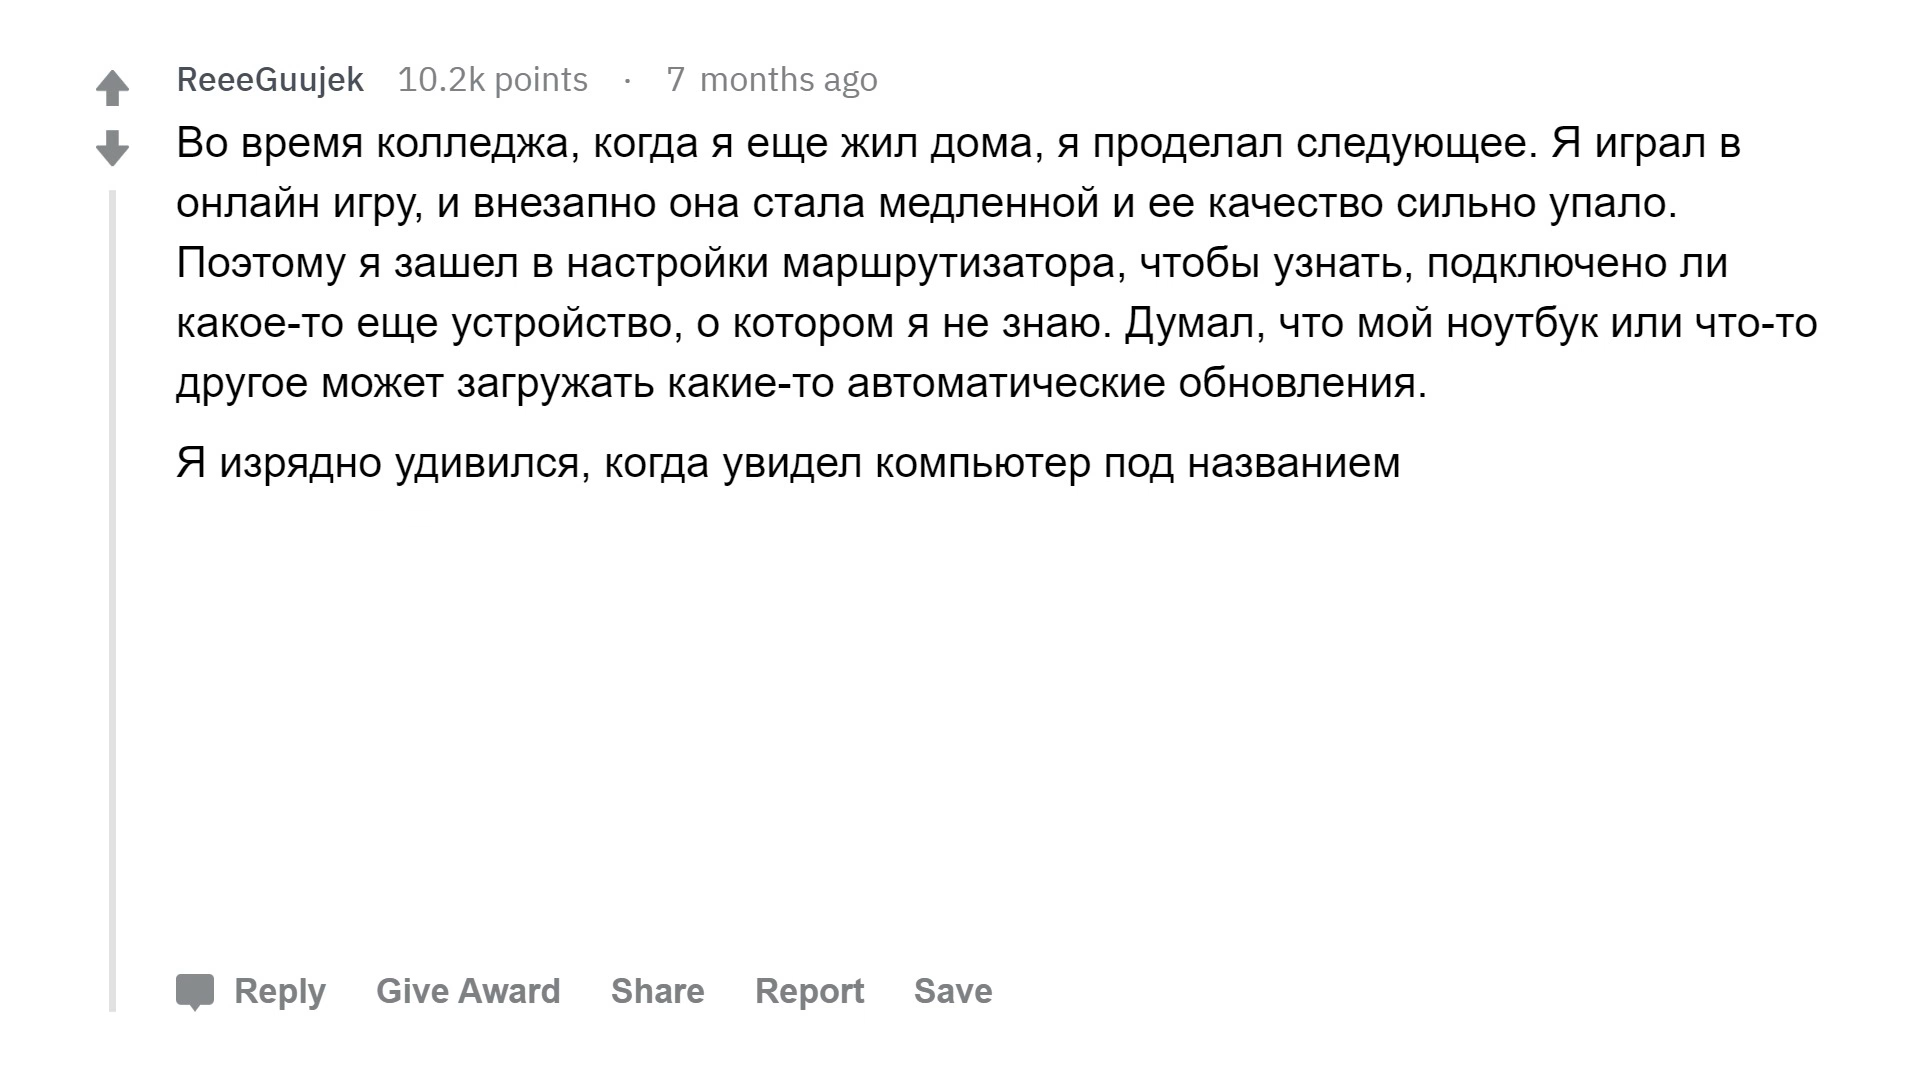 ReeeGuujek 10.2k points · 7 months ago
Во время колледжа, когда я еще жил дома, я проделал следующее. Я играл в
онлайн игру, и внезапно она стала медленной и ее качество сильно упало.
Поэтому я зашел в настройки маршрутизатора, чтобы узнать, подключено ли
какое-то еще устройство, о котором я не знаю. Думал, что мой ноутбук или что-то
другое может загружать какие-то автоматические обновления.
Я изрядно удивился, когда увидел компьютер под названием
Reply Give Award Share Report Save